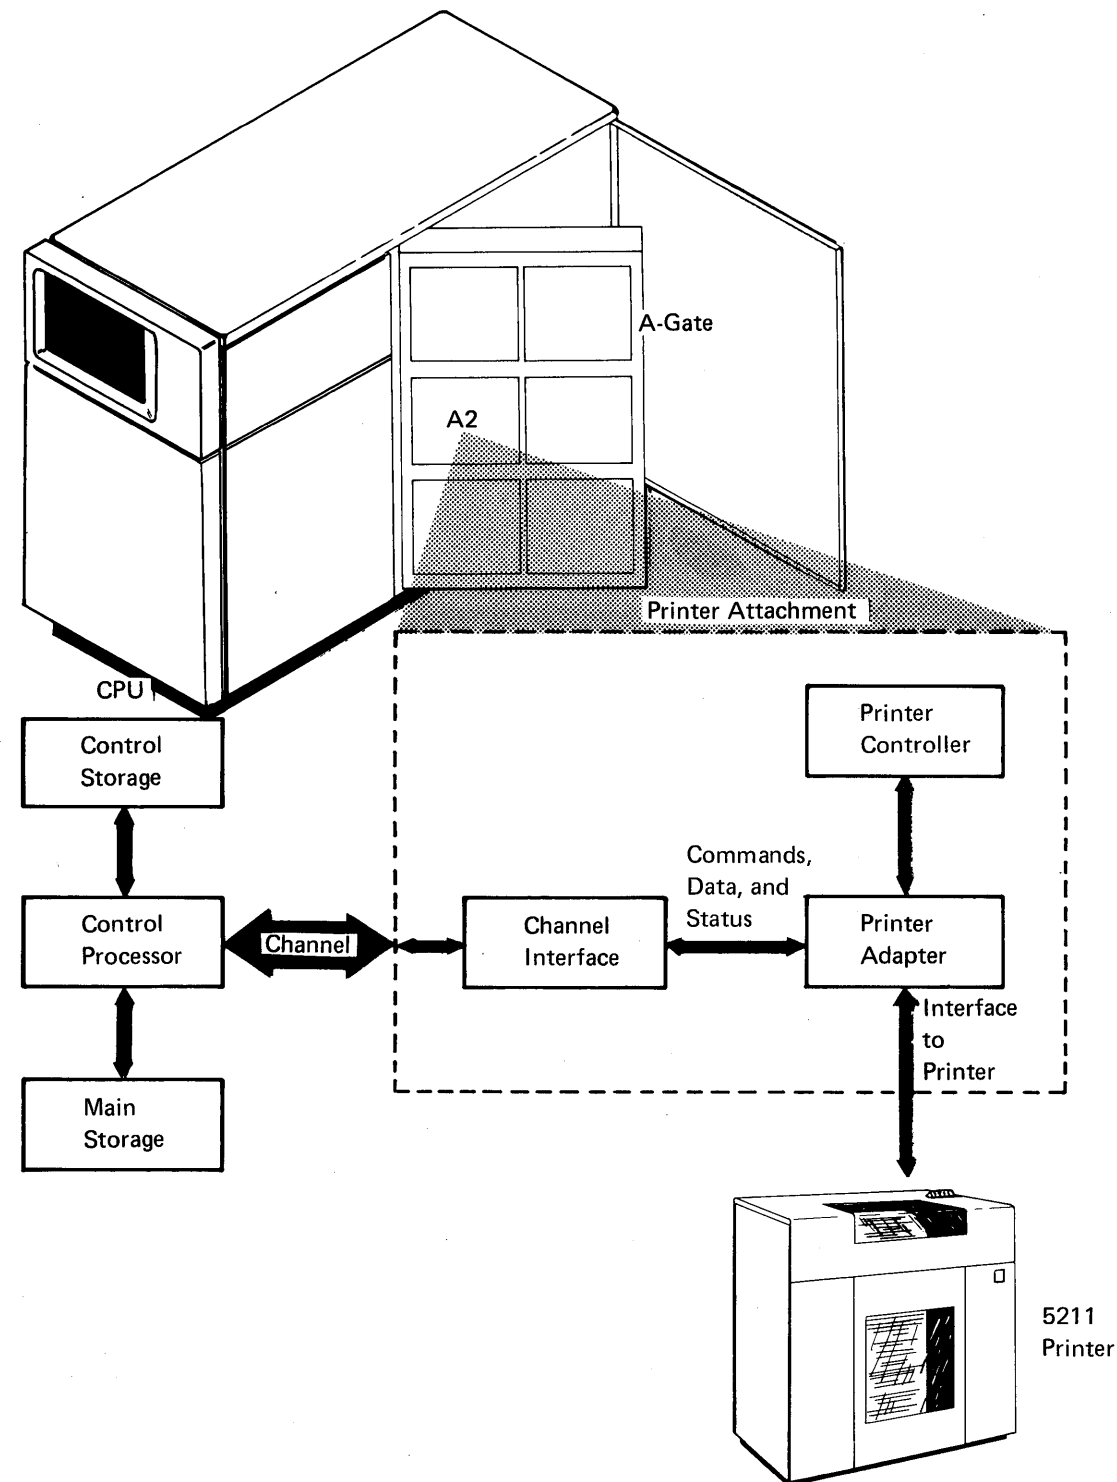 A-Gate
A2
Printer Attachment
CPU
Control
Storage
Printer
Controller
Commands,
Data, and
Status
Control
Processor
Channel
Channel
Interface
Printer
Adapter
Interface
to
Printer
Main
Storage
5211
Printer